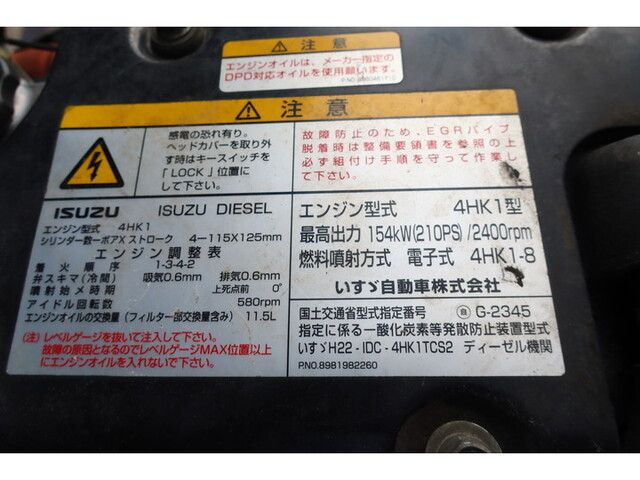 注意
エンジンオイルは、メーカー指定の
DPD対応オイルを使用願います。
注意
感電の恐れ有り。
ヘッドカバーを取り外
す時はキースイッチを
「LOCK」位置に
して下さい。
故障防止のため、EGRパイプ
脱着時は整備要領書を参照の上
必ず組付け手順を守って作業し
て下さい。
ISUZU ISUZU DIESEL
エンジン型式 4HK1
シリンダー数ーボアXストローク 4ー115X125mm
エンジン調整表
着火順序 1-3-4-2
弁スキマ(冷間) 吸気0.6mm 排気0.6mm
噴射始メ時期 上死点前 0°
アイドル回転数 580rpm
エンジンオイルの交換量(フィルター部交換量含み) 11.5L
(注)レベルゲージを抜いて注入して下さい。
故障の原因となるのでレベルゲージMAX位置以上
にエンジンオイルを入れないで下さい。
エンジン型式 4HK1型
最高出力 154kW(210PS)/2400rpm
燃料噴射方式 電子式 4HK1-8
いすゞ自動車株式会社
国土交通省型式指定番号 自 G-2345
指定に係る一酸化炭素等発散防止装置型式
いすゞH22-IDC-4HK1TCS2 ディーゼル機関
P.NO.8981982260